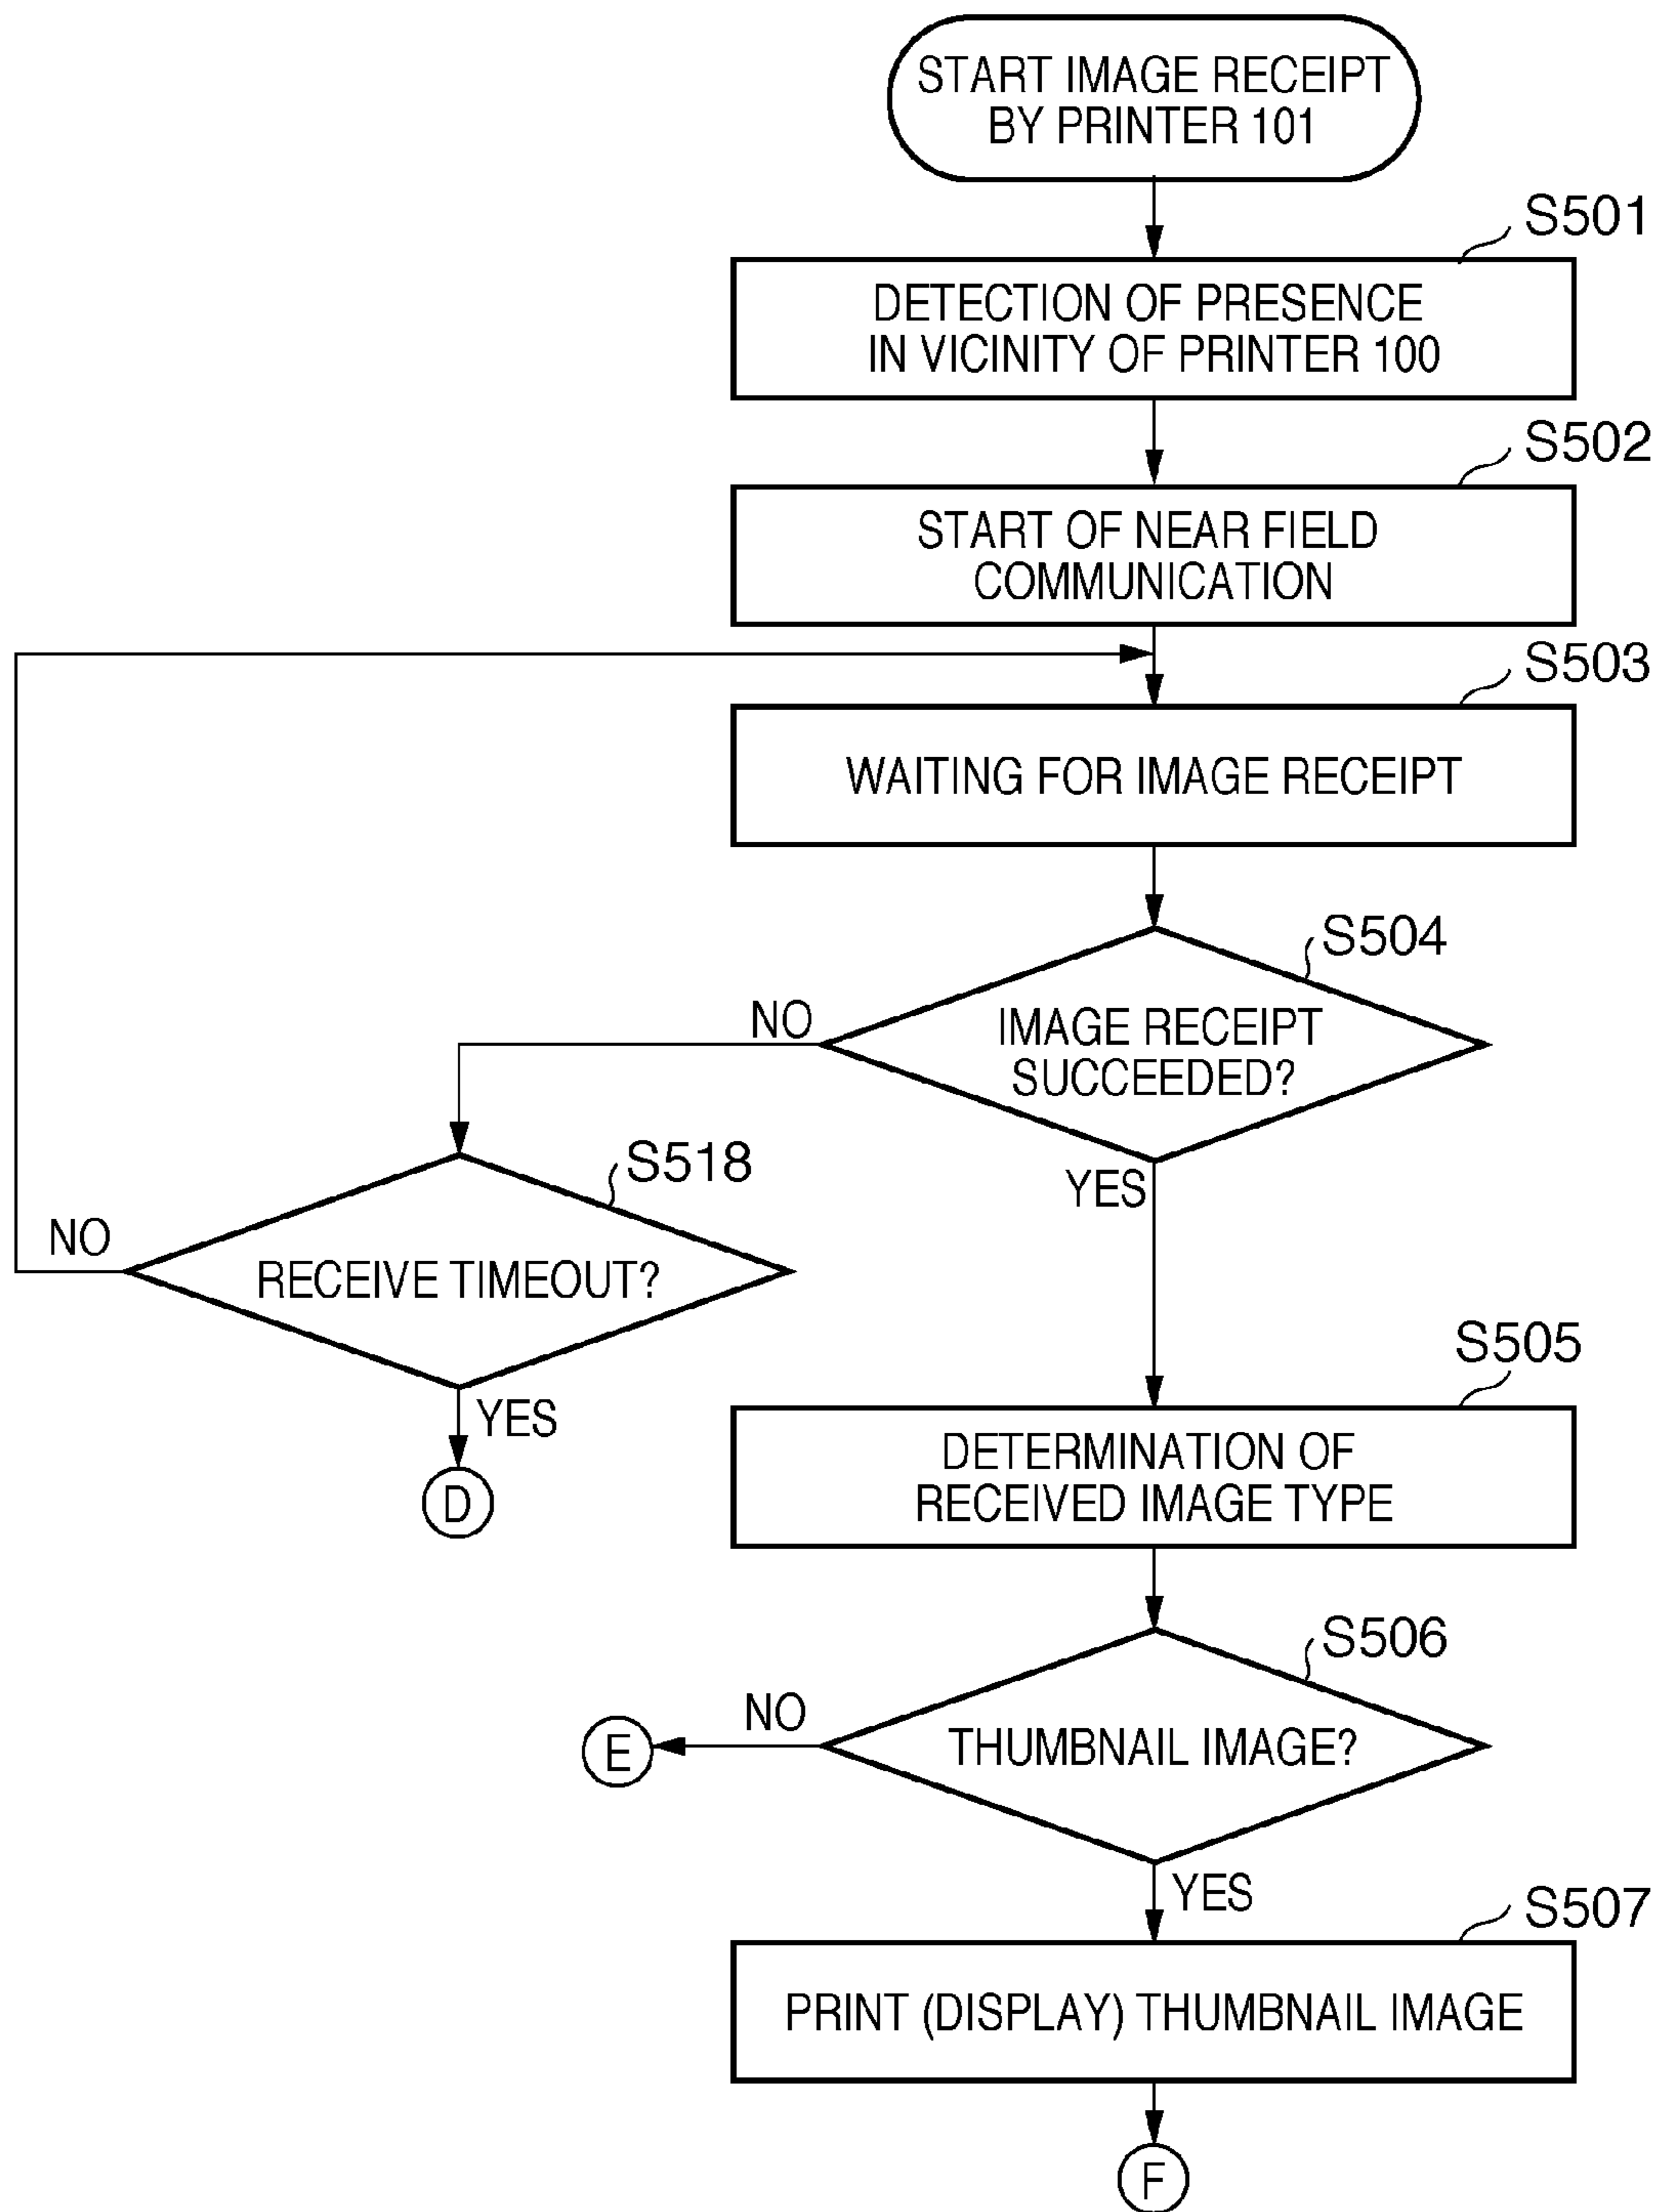 START IMAGE RECEIPT
BY PRINTER 101
S501
DETECTION OF PRESENCE
IN VICINITY OF PRINTER 100
S502
START OF NEAR FIELD
COMMUNICATION
S503
WAITING FOR IMAGE RECEIPT
S504
NO
IMAGE RECEIPT
SUCCEEDED?
YES
S518
NO
RECEIVE TIMEOUT?
YES
D
S505
DETERMINATION OF
RECEIVED IMAGE TYPE
S506
NO
E
THUMBNAIL IMAGE?
YES
S507
PRINT (DISPLAY) THUMBNAIL IMAGE
F